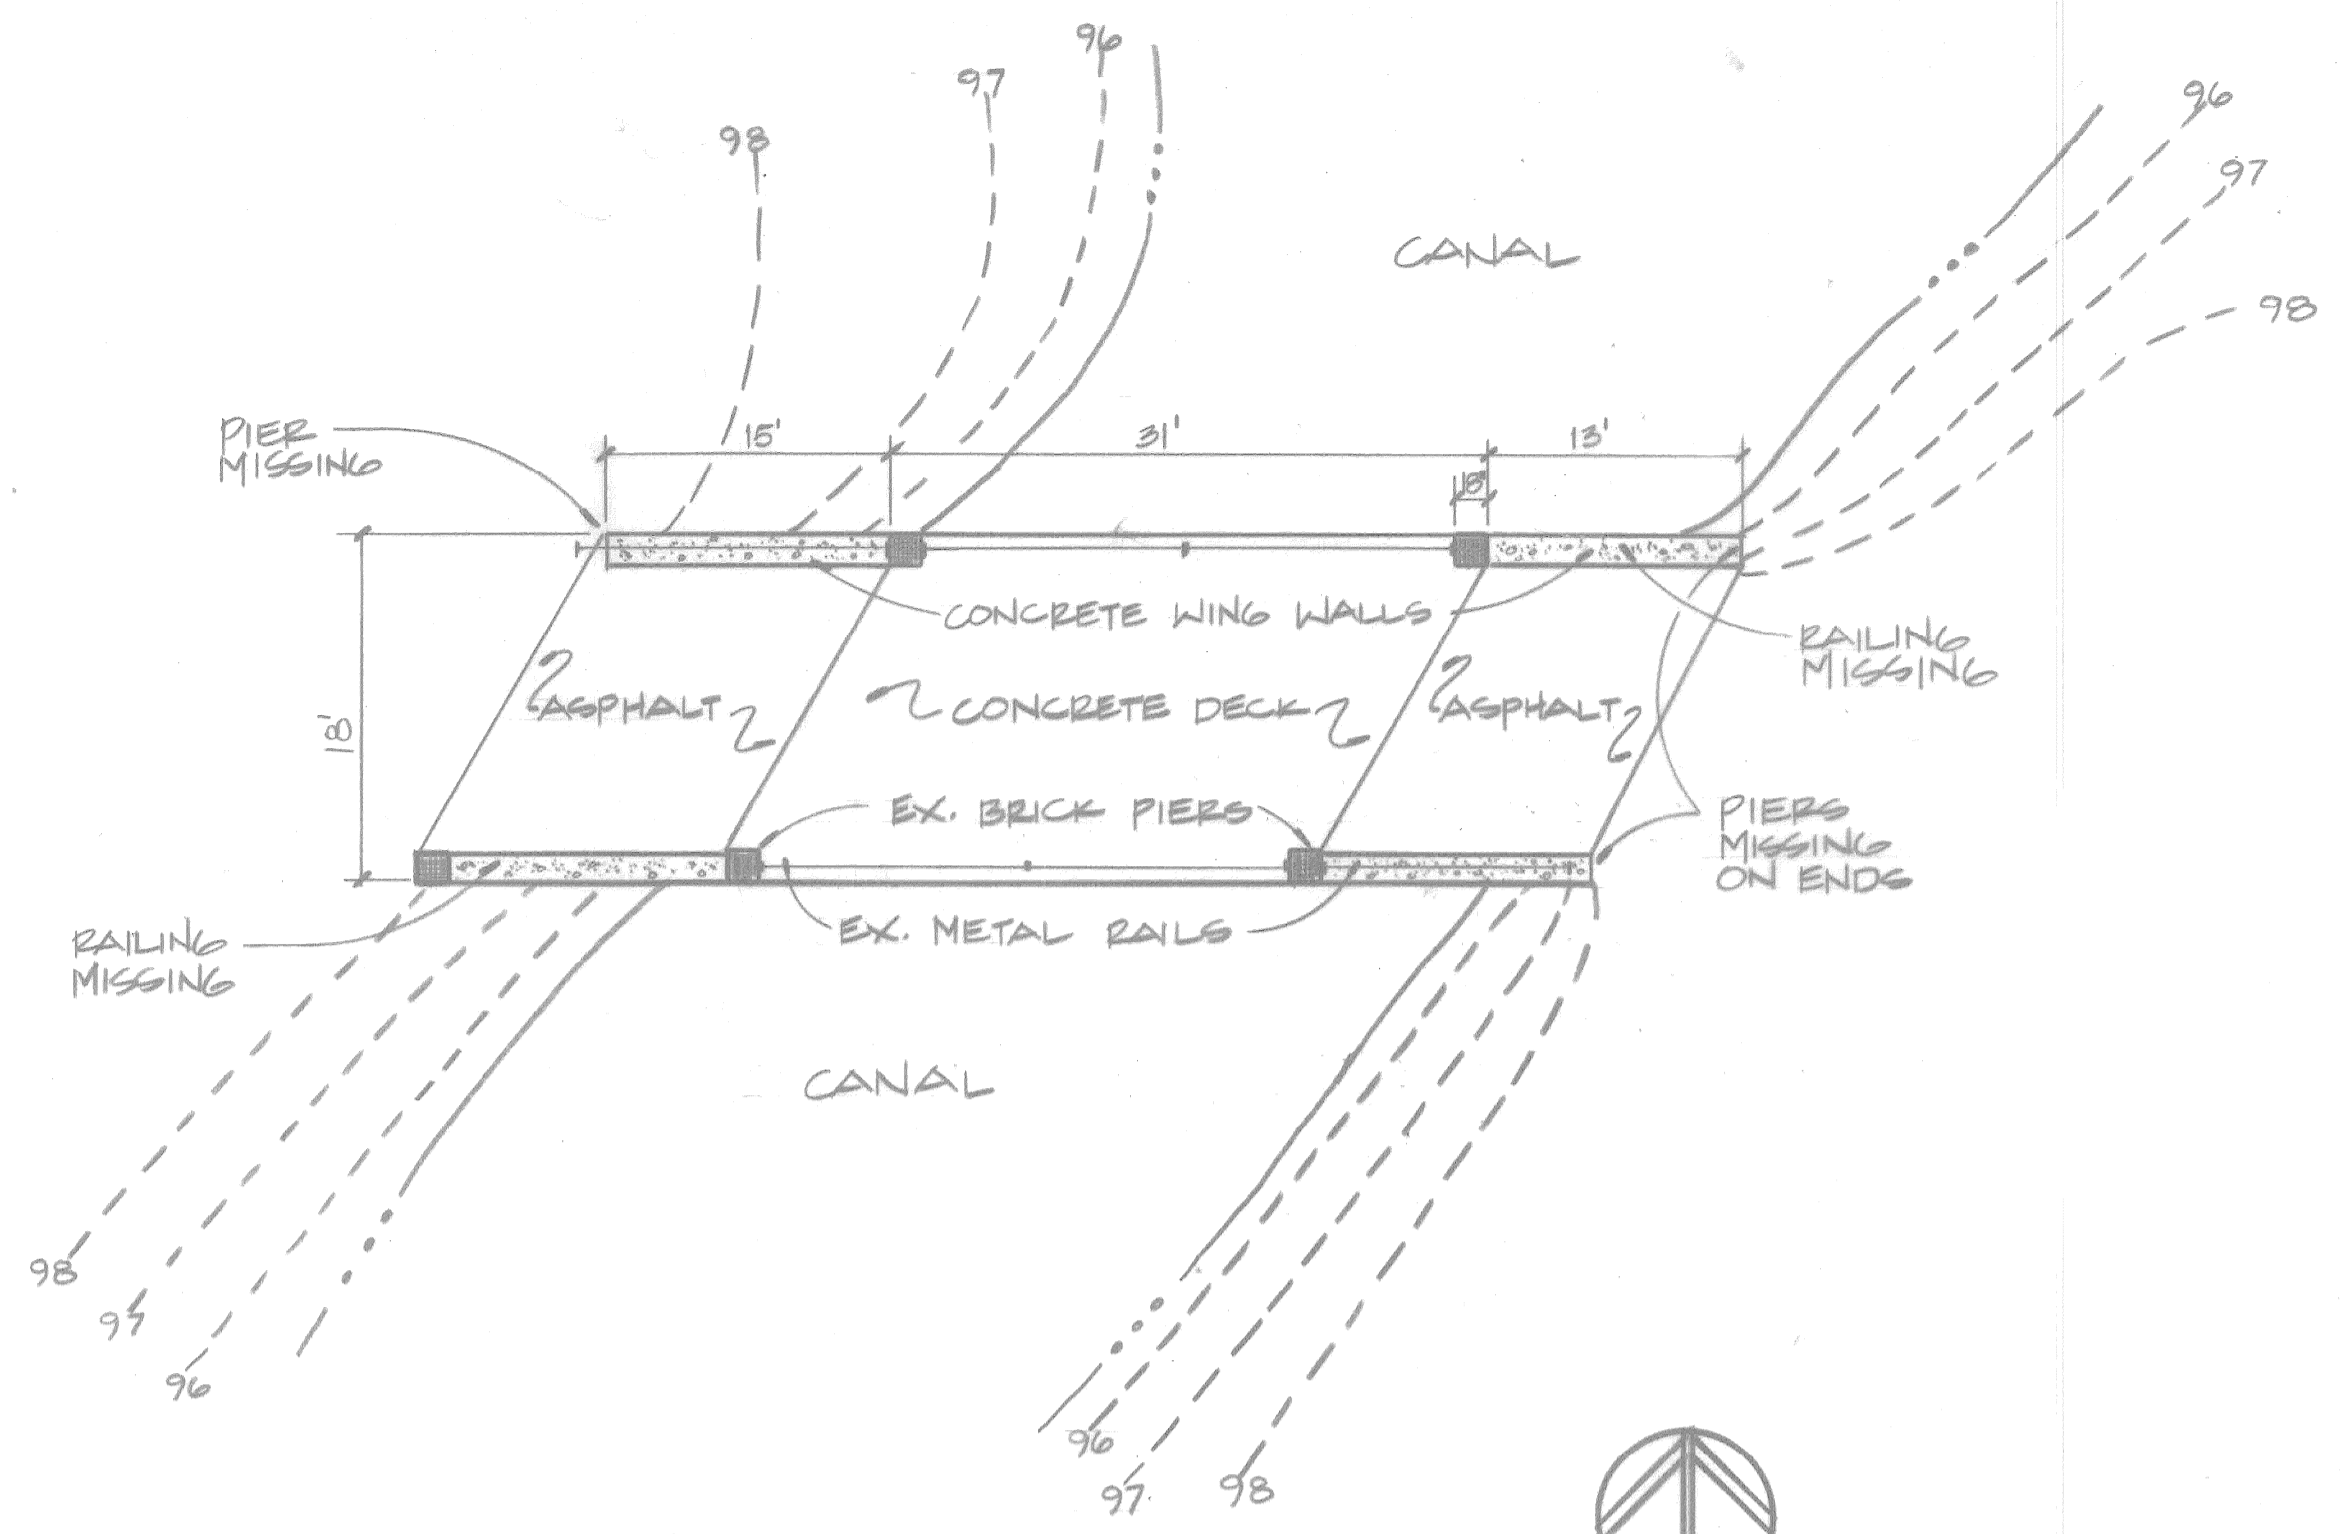 96
97
98
96
97
98
CANAL
PIER
MISSING
15'
31'
13'
18"
CONCRETE WING WALLS
RAILING
MISSING
ASPHALT
CONCRETE DECK
ASPHALT
18'
EX. BRICK PIERS
PIERS
MISSING
ON ENDS
EX. METAL RAILS
RAILING
MISSING
CANAL
98
97
96
96
97
98